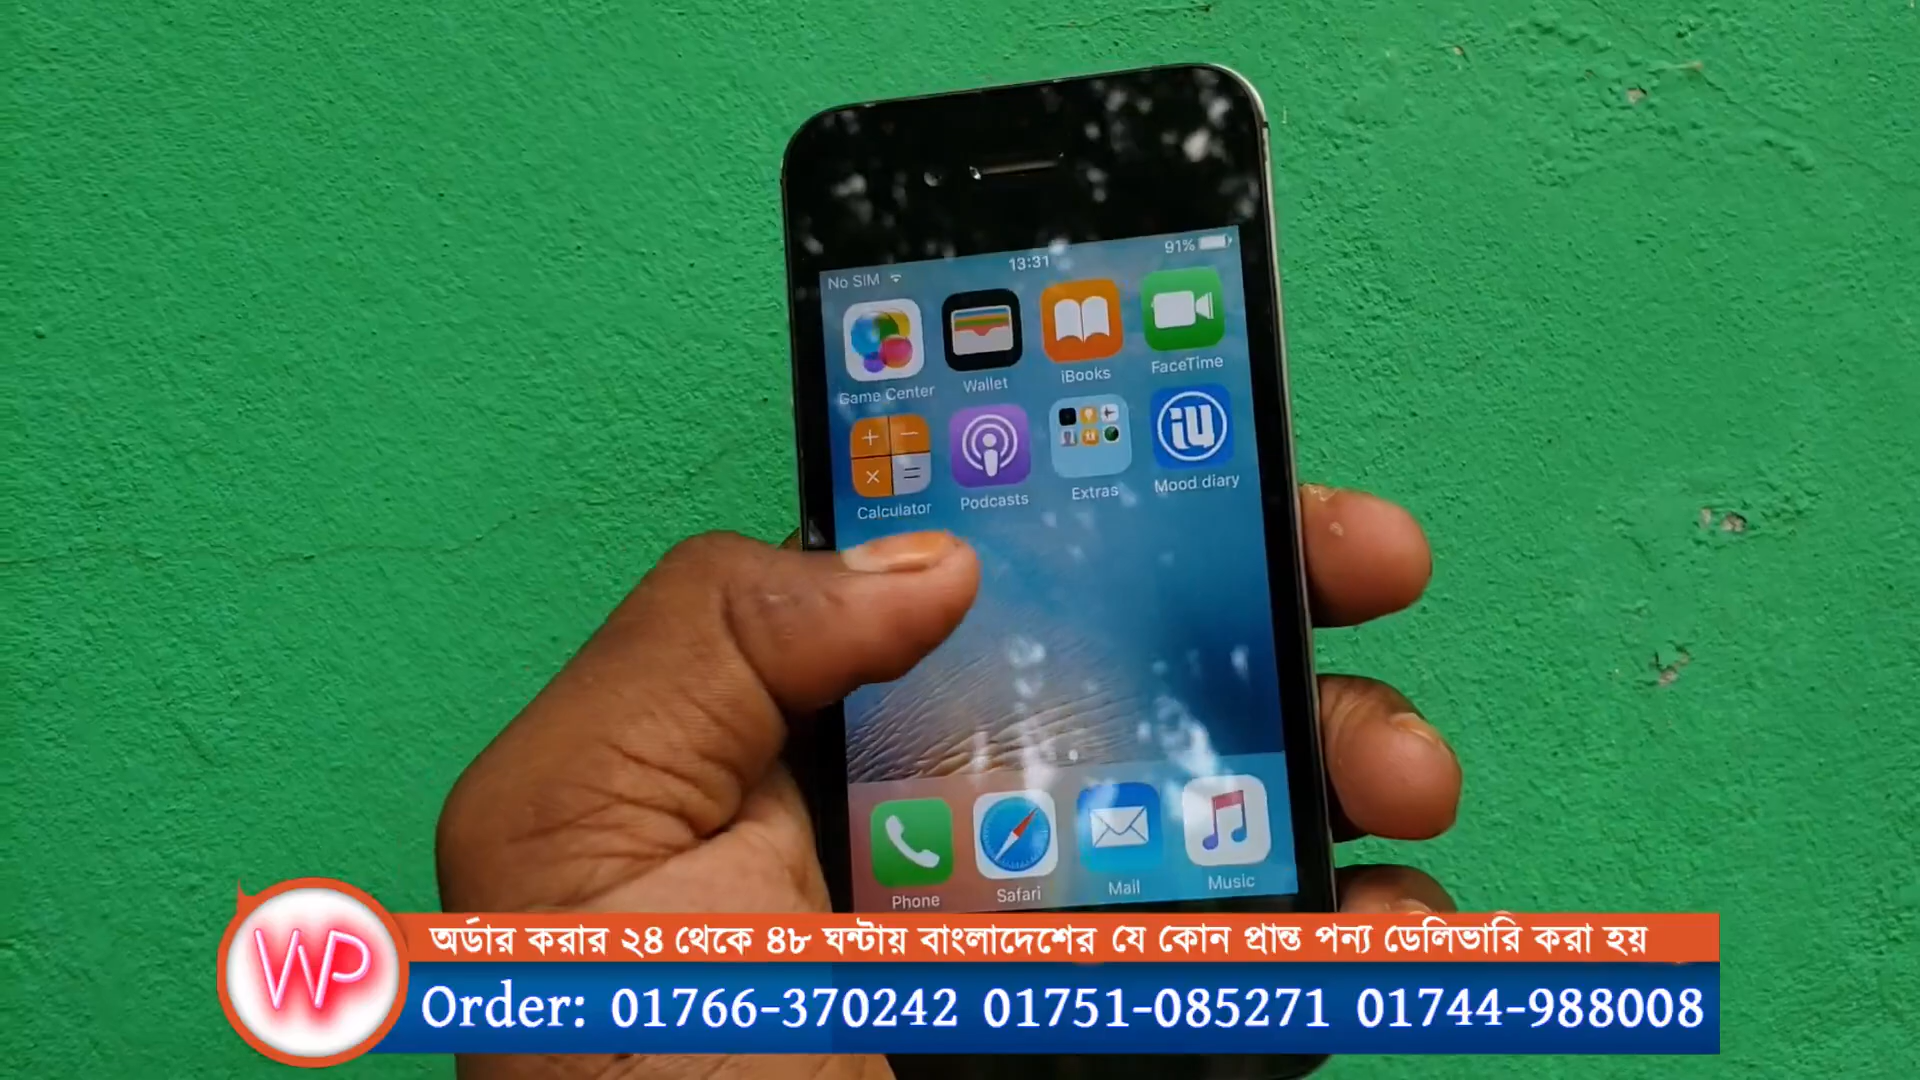 No SIM 13:31 91%
Game Center Wallet iBooks FaceTime
Calculator Podcasts Extras Mood diary
Phone Safari Mail Music
WP
অর্ডার করার ২৪ থেকে ৪৮ ঘন্টায় বাংলাদেশের যে কোন প্রান্ত পন্য ডেলিভারি করা হয়
Order: 01766-370242 01751-085271 01744-988008